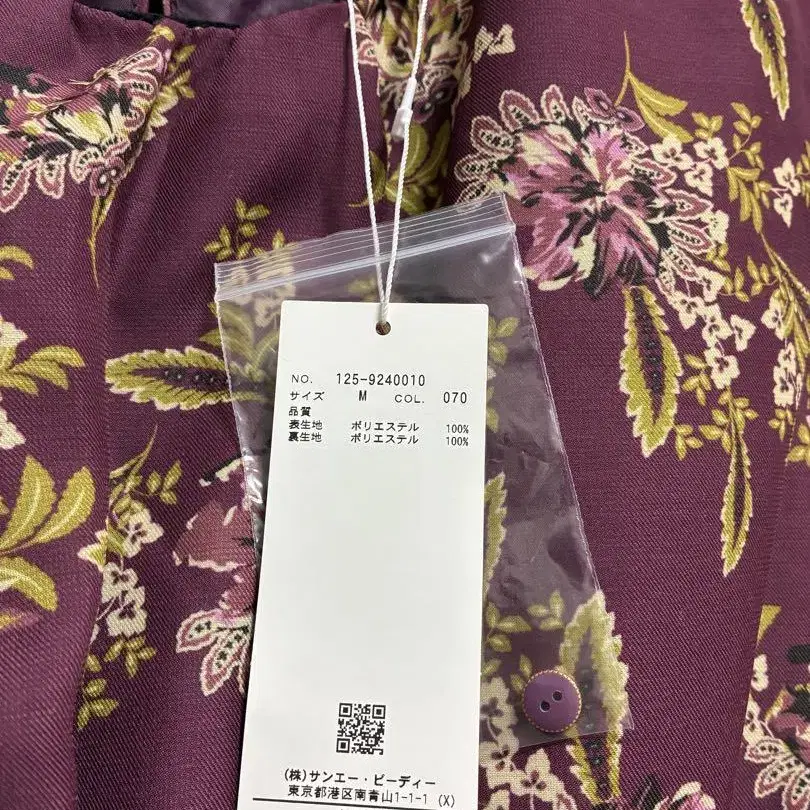 NO. 125-9240010
サイズ M COL. 070
品質
表生地 ポリエステル 100%
裏生地 ポリエステル 100%
(株)サンエー・ビーディー
東京都港区南青山1-1-1 (X)